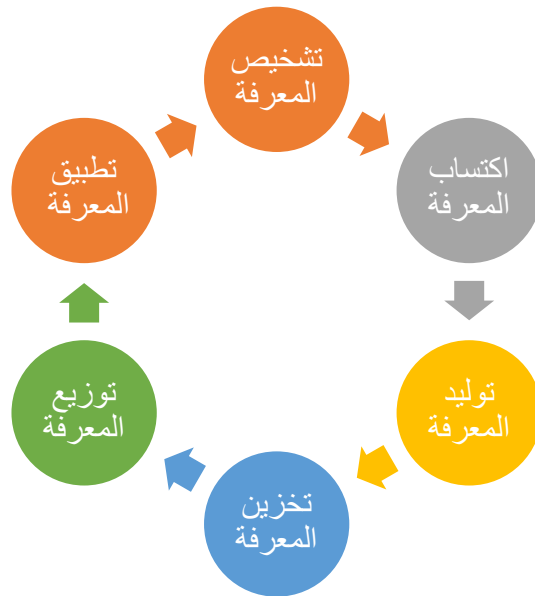 تشخيص
المعرفة
اكتساب
المعرفة
توليد
المعرفة
تخزين
المعرفة
توزيع
المعرفة
تطبيق
المعرفة